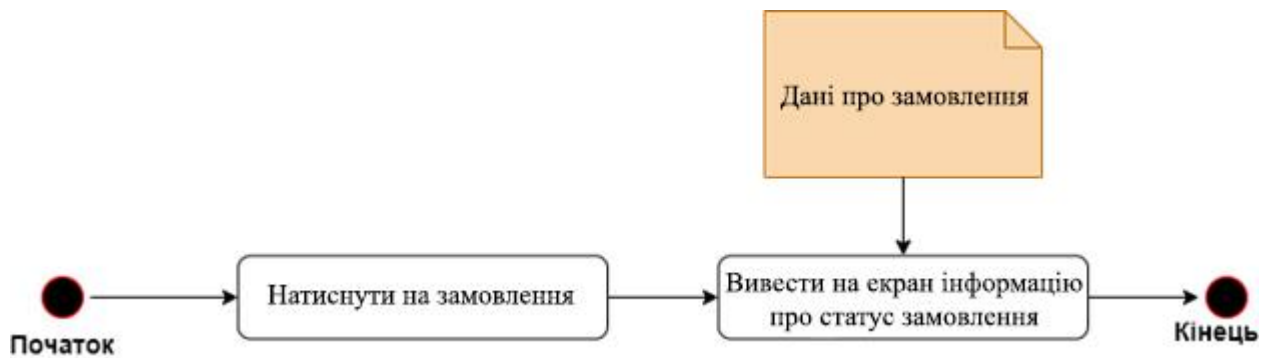 Дані про замовлення
Натиснути на замовлення
Вивести на екран інформацію
про статус замовлення
Початок
Кінець